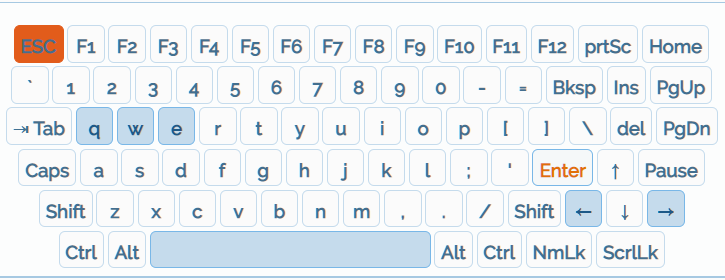 ESC F1 F2 F3 F4 F5 F6 F7 F8 F9 F10 F11 F12 prtSc Home
` 1 2 3 4 5 6 7 8 9 0 - = Bksp Ins PgUp
⇥ Tab q w e r t y u i o p [ ] \ del PgDn
Caps a s d f g h j k l ; ' Enter ↑ Pause
Shift z x c v b n m , . / Shift ← ↓ →
Ctrl Alt Alt Ctrl NmLk ScrlLk